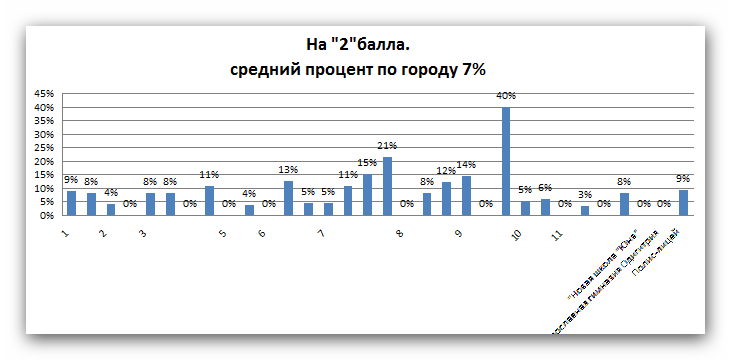 На "2"балла.
средний процент по городу 7%
45%
40%
35%
30%
25%
20%
15%
10%
5%
0%
9% 8% 4% 0% 8% 8% 0% 11% 0% 4% 0% 13% 5% 5% 11% 15% 21% 0% 8% 12% 14% 0% 40% 5% 6% 0% 3% 0% 8% 0% 0% 9%
1 2 3 4 5 6 7 8 9 10 11
"Новая школа "Юна"
гимназия Одигитрия
Полис-лицей